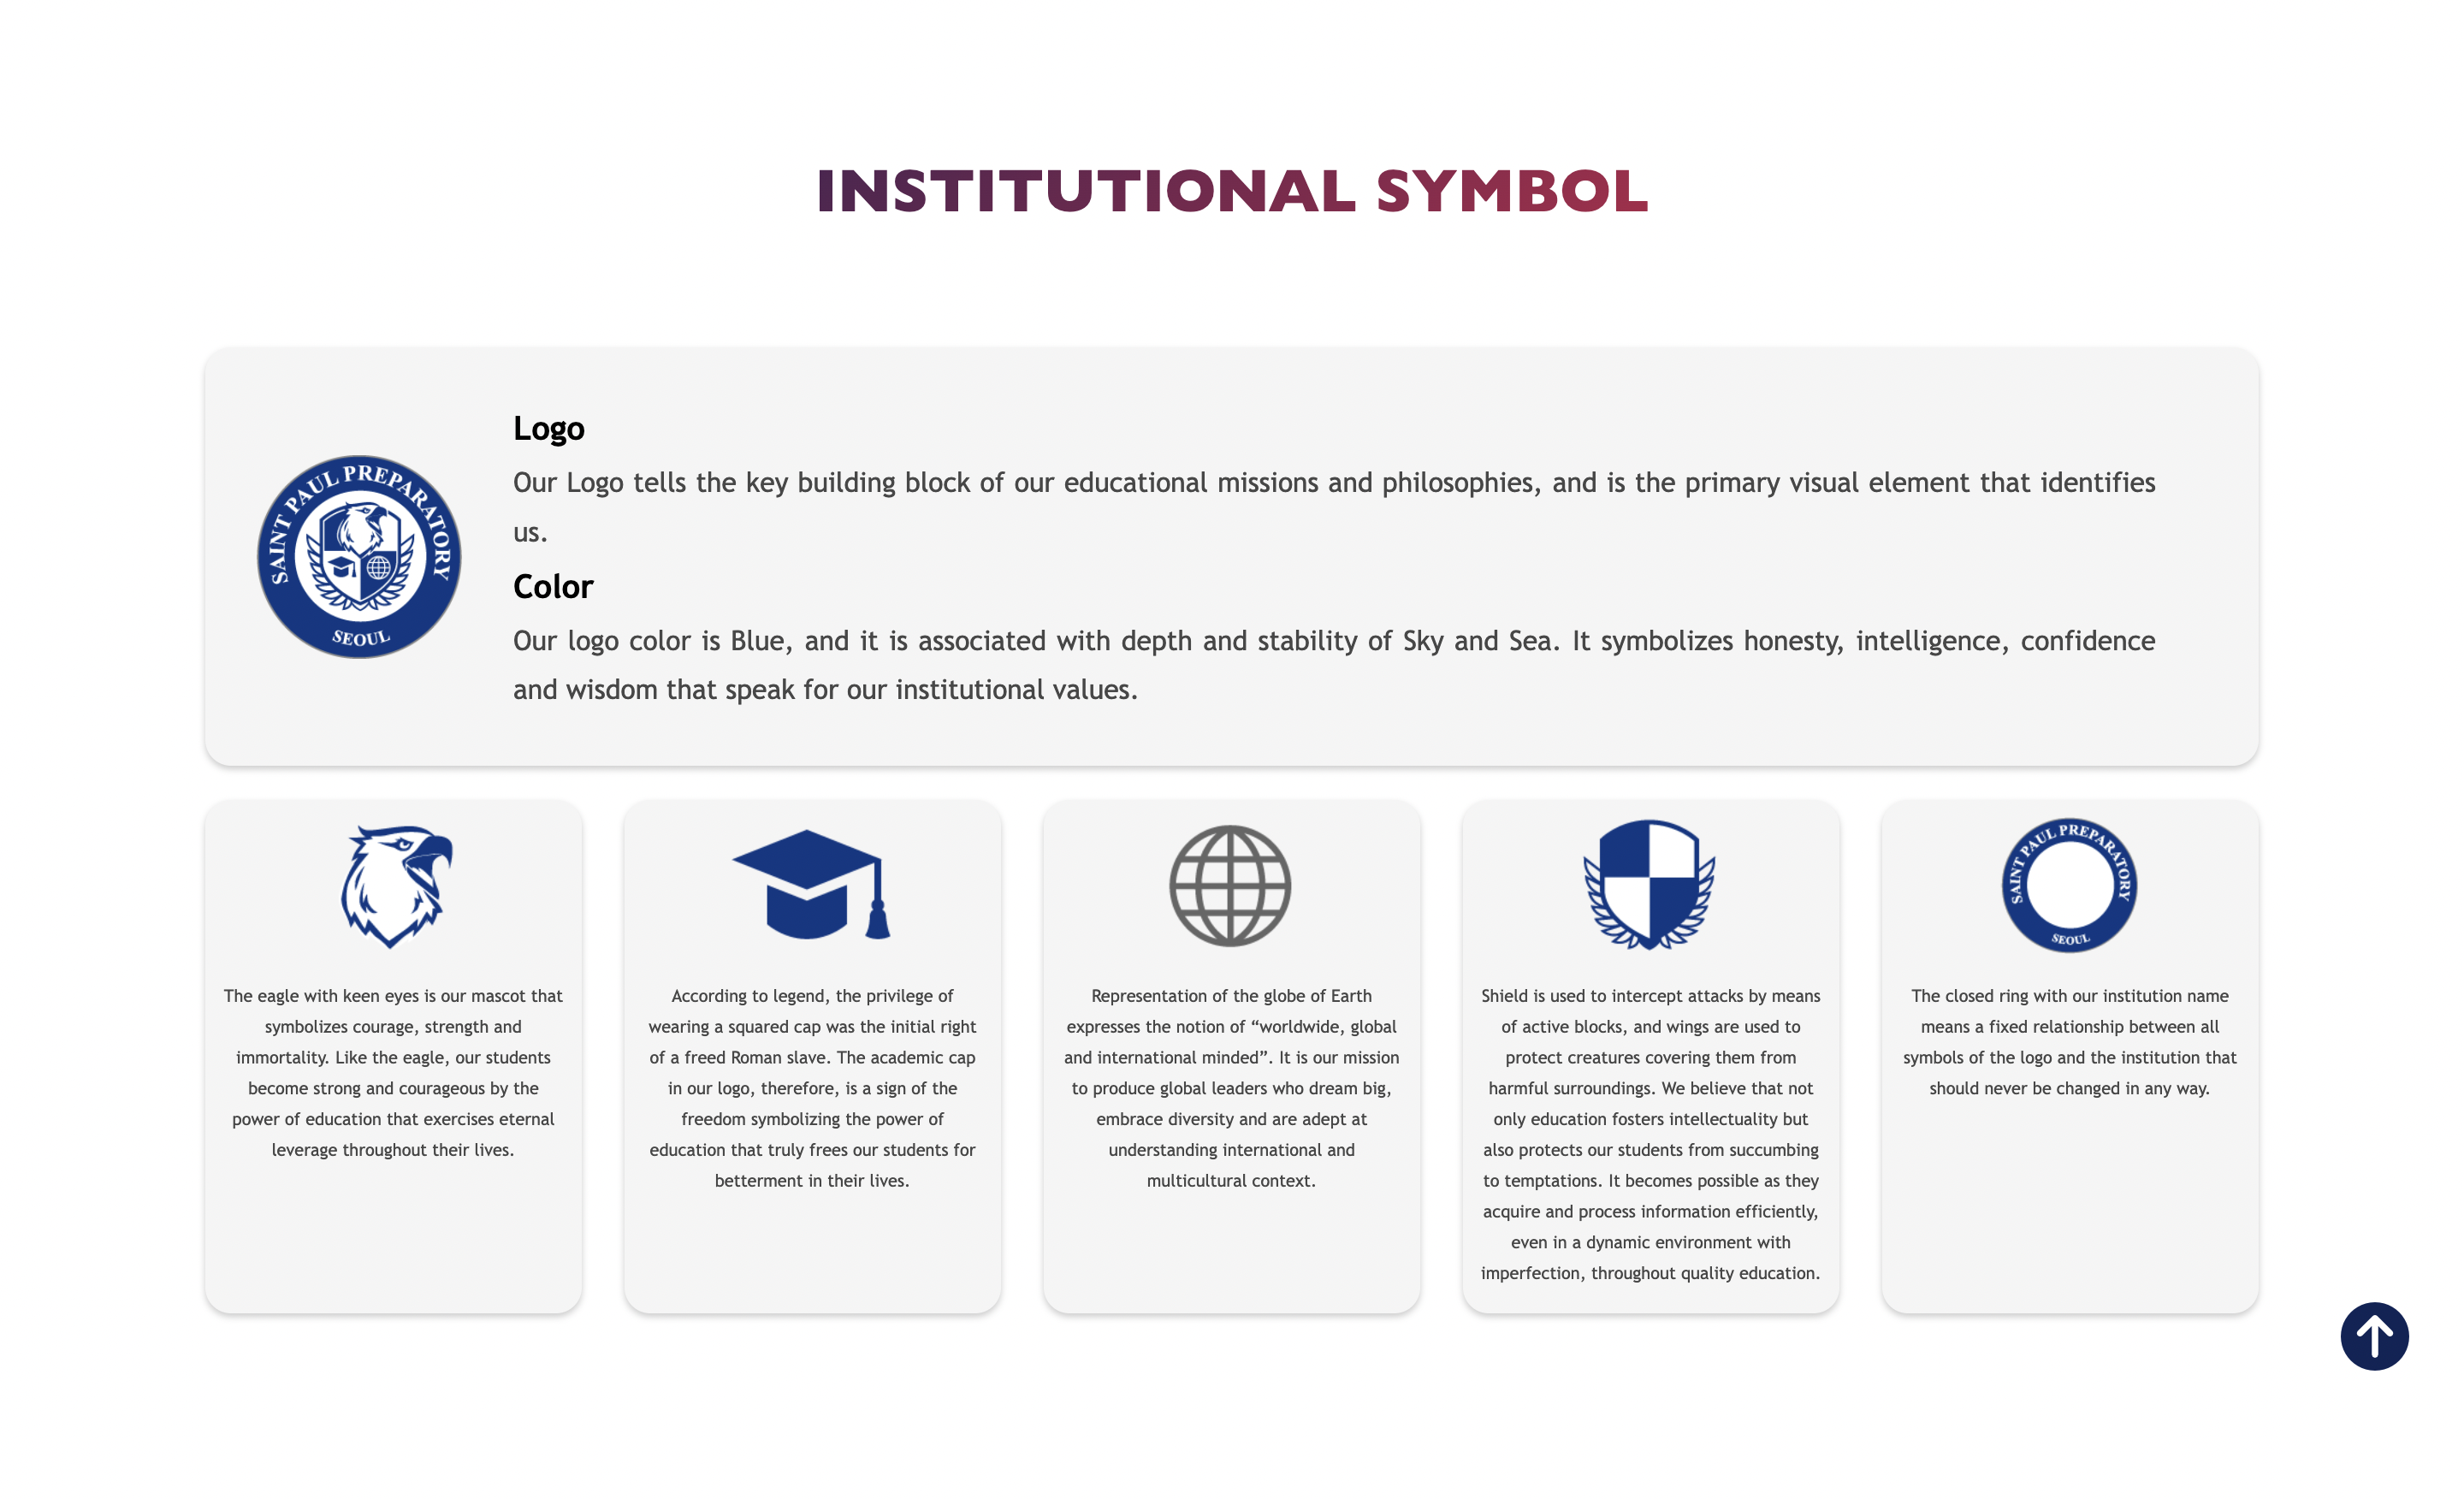 INSTITUTIONAL SYMBOL
SAINT PAUL PREPARATORY
SEOUL
Logo
Our Logo tells the key building block of our educational missions and philosophies, and is the primary visual element that identifies
us.
Color
Our logo color is Blue, and it is associated with depth and stability of Sky and Sea. It symbolizes honesty, intelligence, confidence
and wisdom that speak for our institutional values.
The eagle with keen eyes is our mascot that
symbolizes courage, strength and
immortality. Like the eagle, our students
become strong and courageous by the
power of education that exercises eternal
leverage throughout their lives.
According to legend, the privilege of
wearing a squared cap was the initial right
of a freed Roman slave. The academic cap
in our logo, therefore, is a sign of the
freedom symbolizing the power of
education that truly frees our students for
betterment in their lives.
Representation of the globe of Earth
expresses the notion of “worldwide, global
and international minded”. It is our mission
to produce global leaders who dream big,
embrace diversity and are adept at
understanding international and
multicultural context.
Shield is used to intercept attacks by means
of active blocks, and wings are used to
protect creatures covering them from
harmful surroundings. We believe that not
only education fosters intellectuality but
also protects our students from succumbing
to temptations. It becomes possible as they
acquire and process information efficiently,
even in a dynamic environment with
imperfection, throughout quality education.
SAINT PAUL PREPARATORY
SEOUL
The closed ring with our institution name
means a fixed relationship between all
symbols of the logo and the institution that
should never be changed in any way.